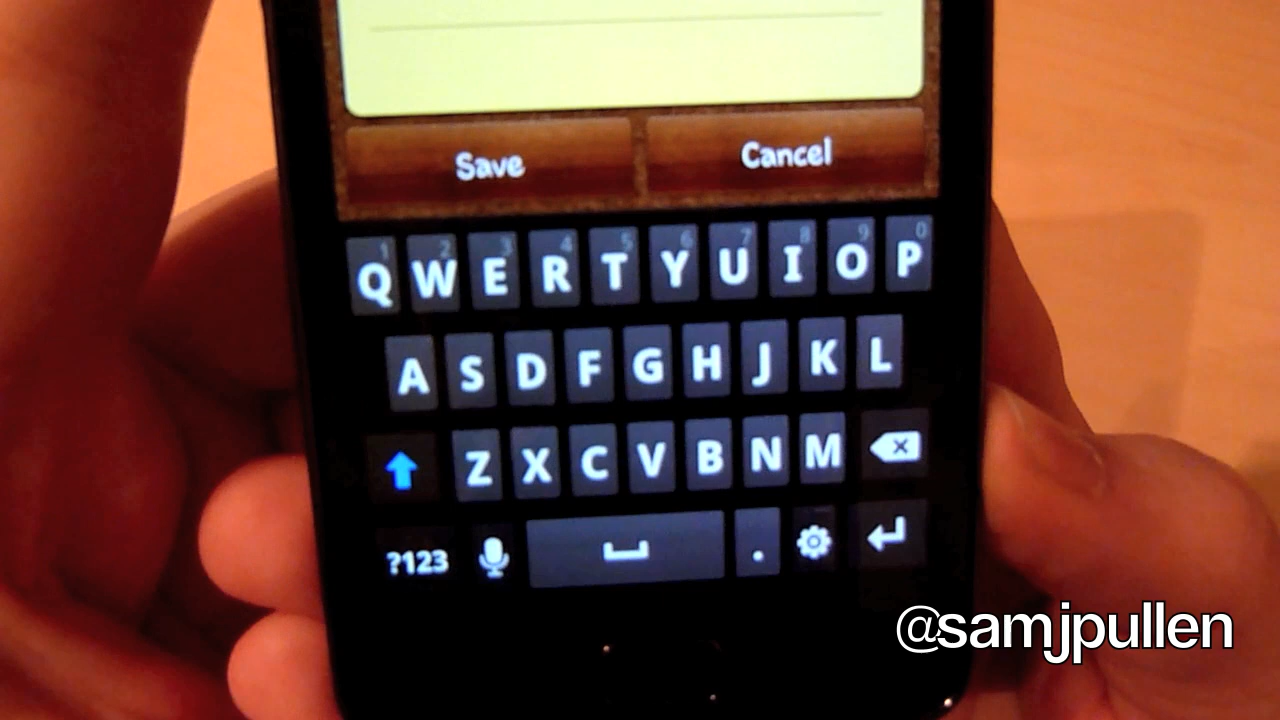 Save Cancel
1 2 3 4 5 6 7 8 9 0
Q W E R T Y U I O P
A S D F G H J K L
Z X C V B N M
?123 .
@samjpullen